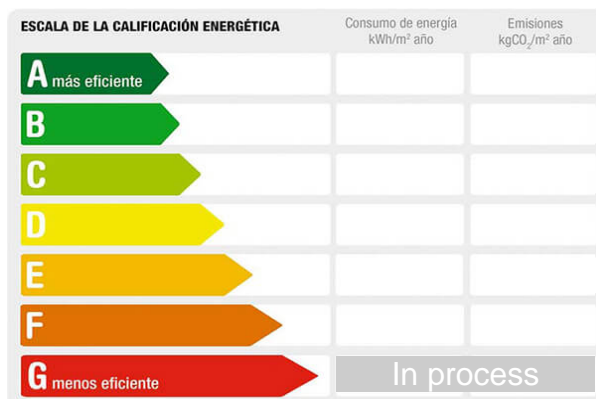 ESCALA DE LA CALIFICACIÓN ENERGÉTICA
Consumo de energía
kWh/m² año
Emisiones
kgCO₂/m² año
A más eficiente
B
C
D
E
F
G menos eficiente
In process